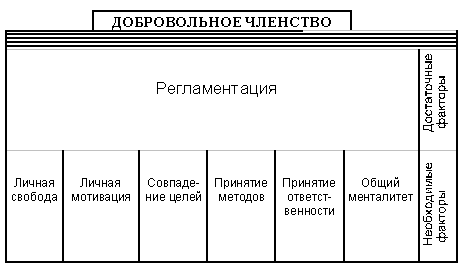 ДОБРОВОЛЬНОЕ ЧЛЕНСТВО
Регламентация
Достаточные
факторы
Личная
свобода
Личная
мотивация
Совпаде-
ние целей
Принятие
методов
Принятие
ответст-
венности
Общий
менталитет
Необходимые
факторы